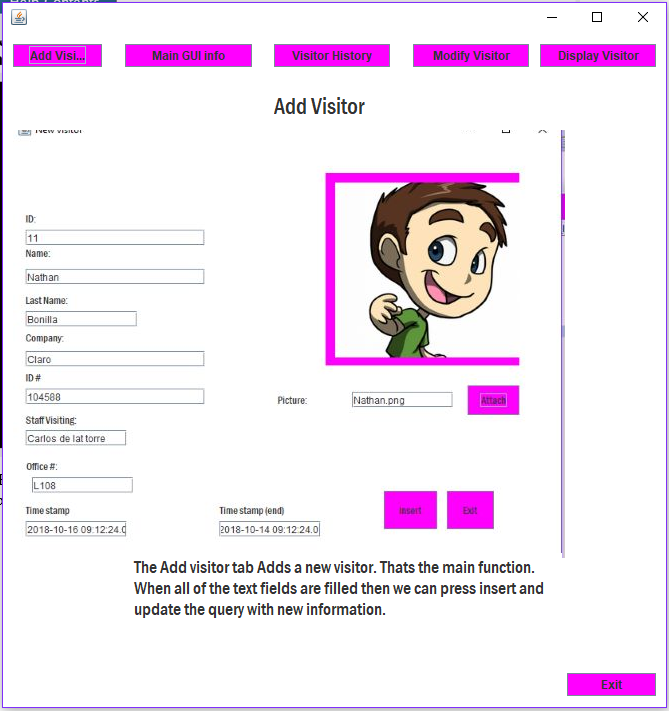 Add Visi...
Main GUI info
Visitor History
Modify Visitor
Display Visitor
Add Visitor
New Visitor
ID:
11
Name:
Nathan
Last Name:
Bonilla
Company:
Claro
ID #
104588
Picture:
Nathan.png
Attach
Staff Visiting:
Carlos de lat torre
Office #:
L108
Time stamp
Time stamp (end)
2018-10-16 09:12:24.0
2018-10-14 09:12:24.0
Insert
Exit
The Add visitor tab Adds a new visitor. Thats the main function.
When all of the text fields are filled then we can press insert and
update the query with new information.
Exit